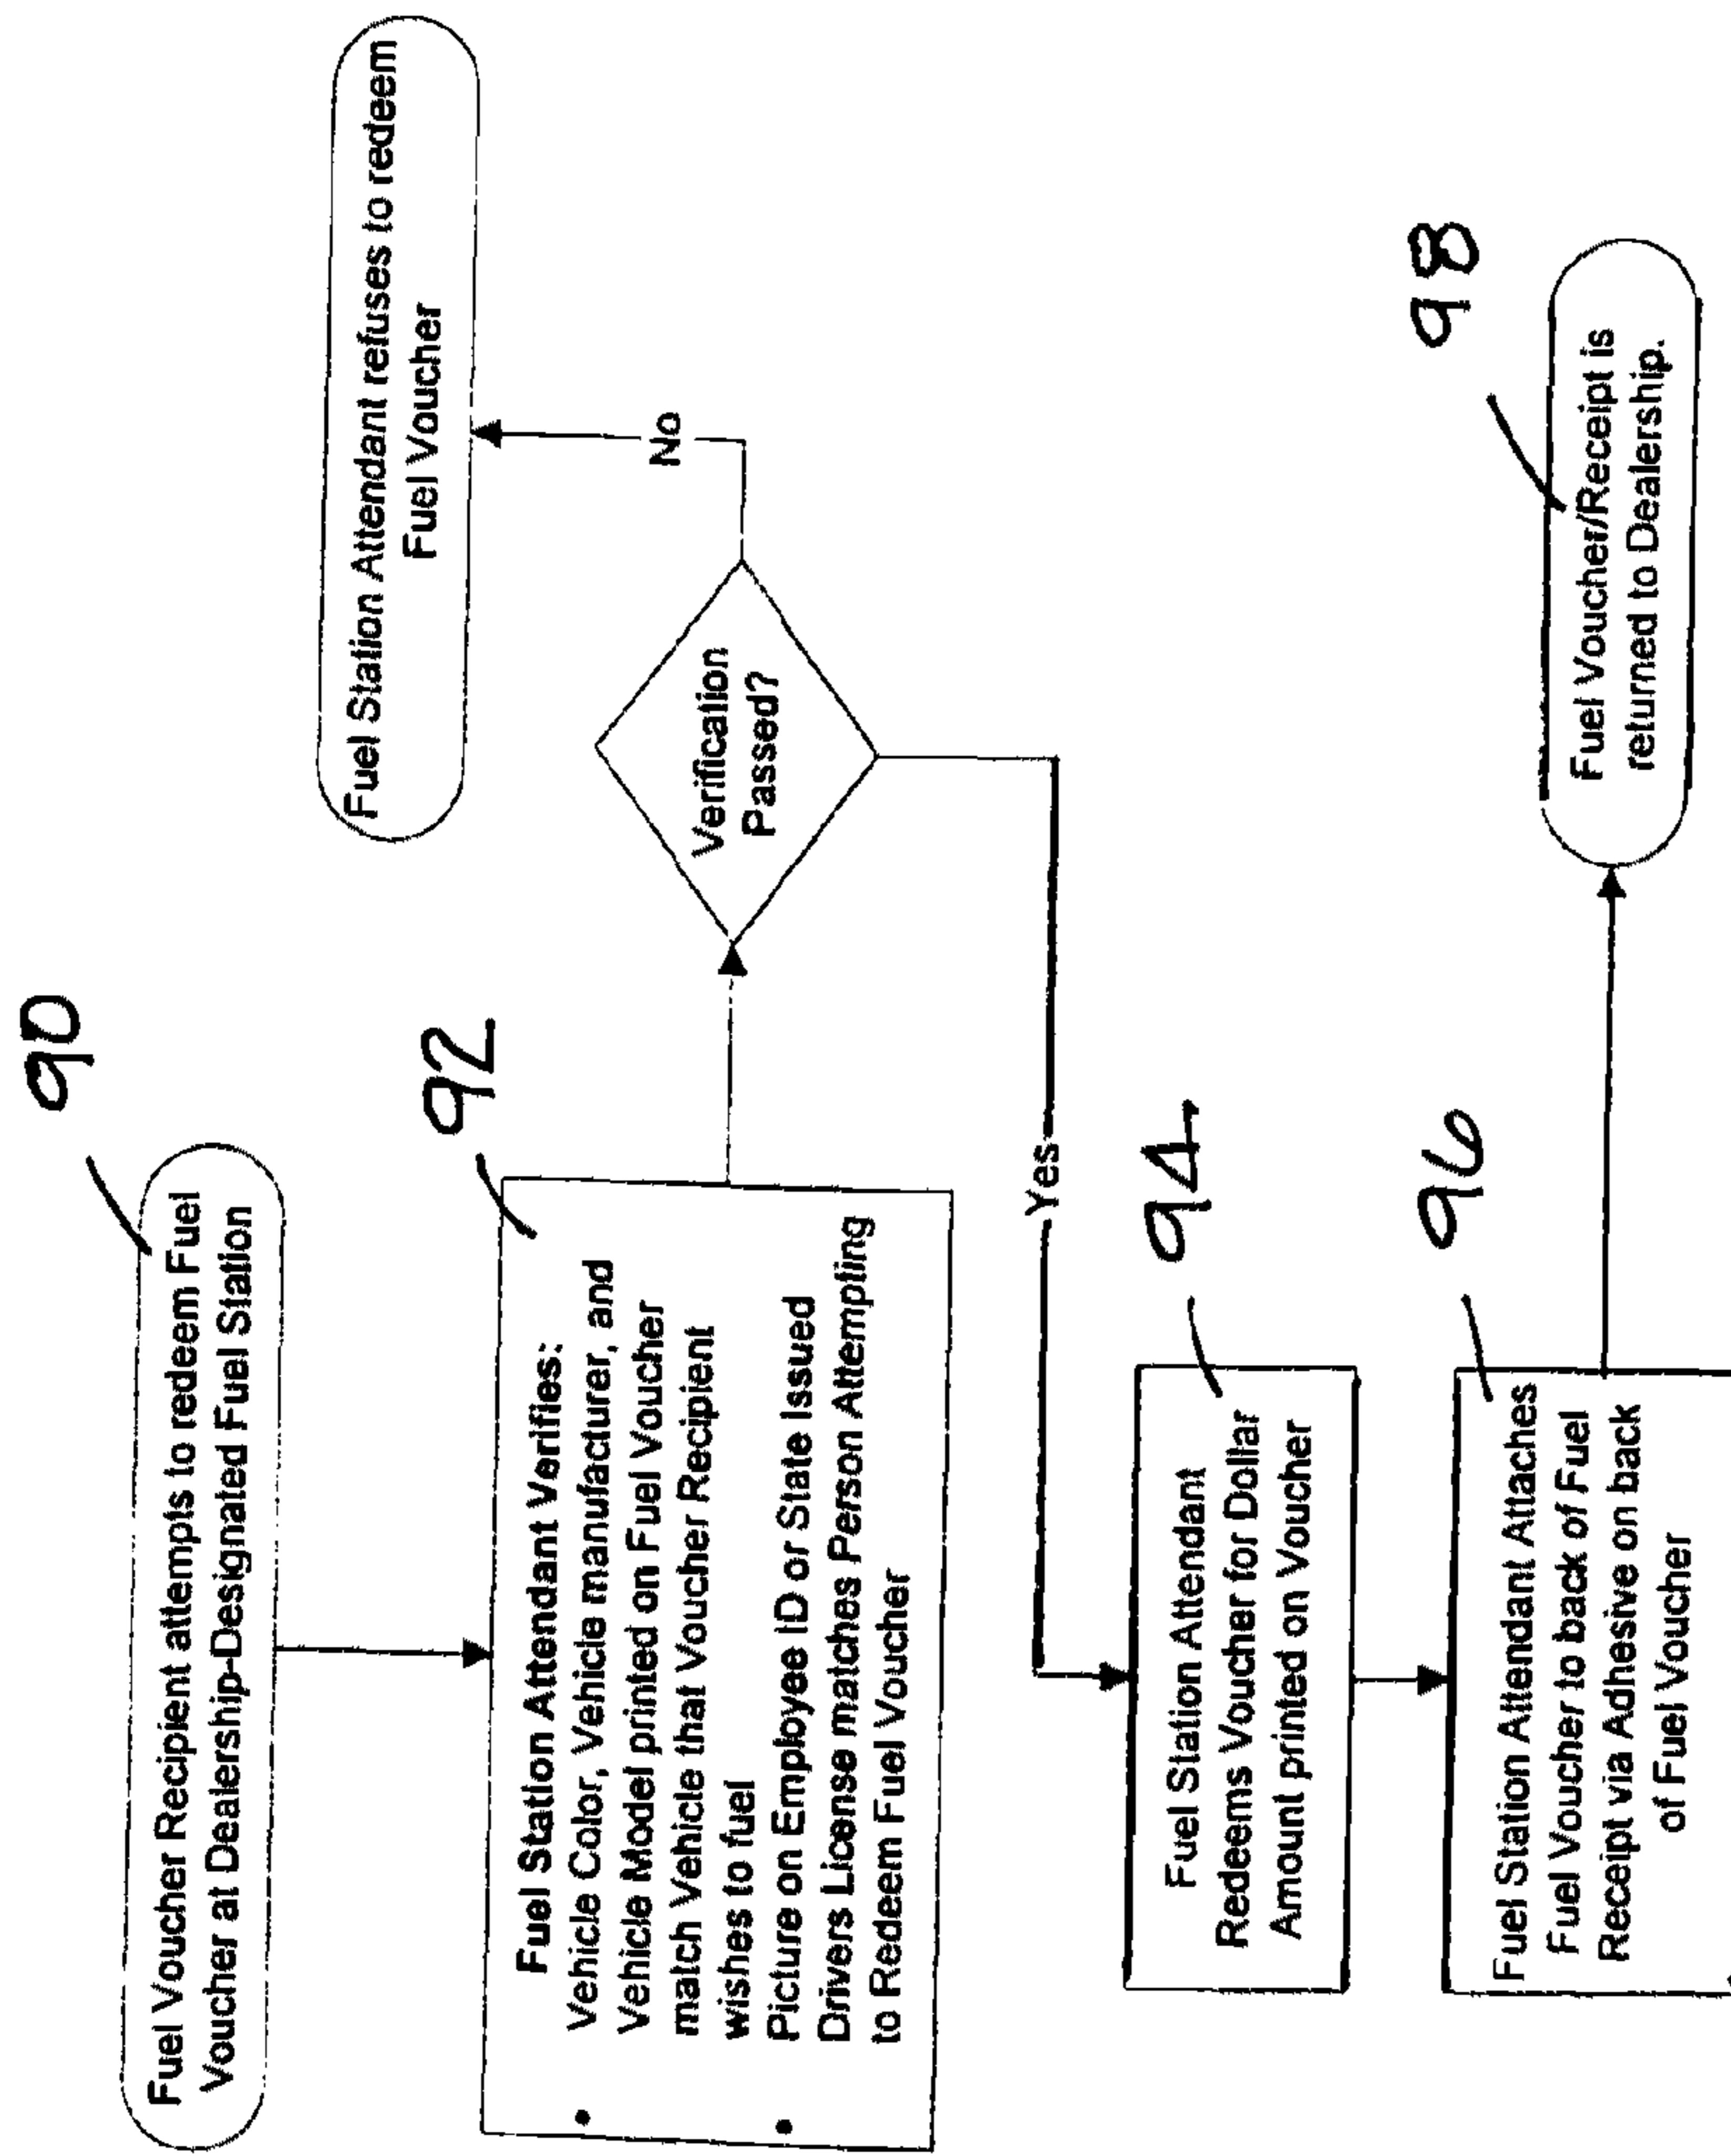 90
Fuel Voucher Recipient attempts to redeem Fuel
Voucher at Dealership-Designated Fuel Station
92
Fuel Station Attendant Verifies:
• Vehicle Color, Vehicle manufacturer, and
Vehicle Model printed on Fuel Voucher
match Vehicle that Voucher Recipient
wishes to fuel
• Picture on Employee ID or State Issued
Drivers License matches Person Attempting
to Redeem Fuel Voucher
Verification
Passed?
No
Fuel Station Attendant refuses to redeem
Fuel Voucher
Yes
94
Fuel Station Attendant
Redeems Voucher for Dollar
Amount printed on Voucher
96
Fuel Station Attendant Attaches
Fuel Voucher to back of Fuel
Receipt via Adhesive on back
of Fuel Voucher
98
Fuel Voucher/Receipt is
returned to Dealership.